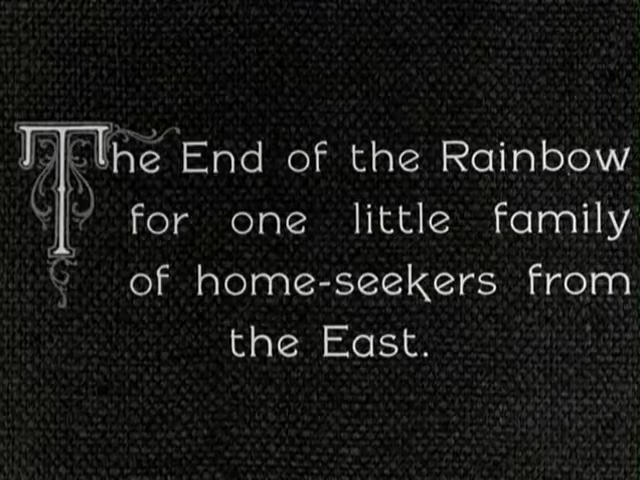 The End of the Rainbow
for one little family
of home-seekers from
the East.